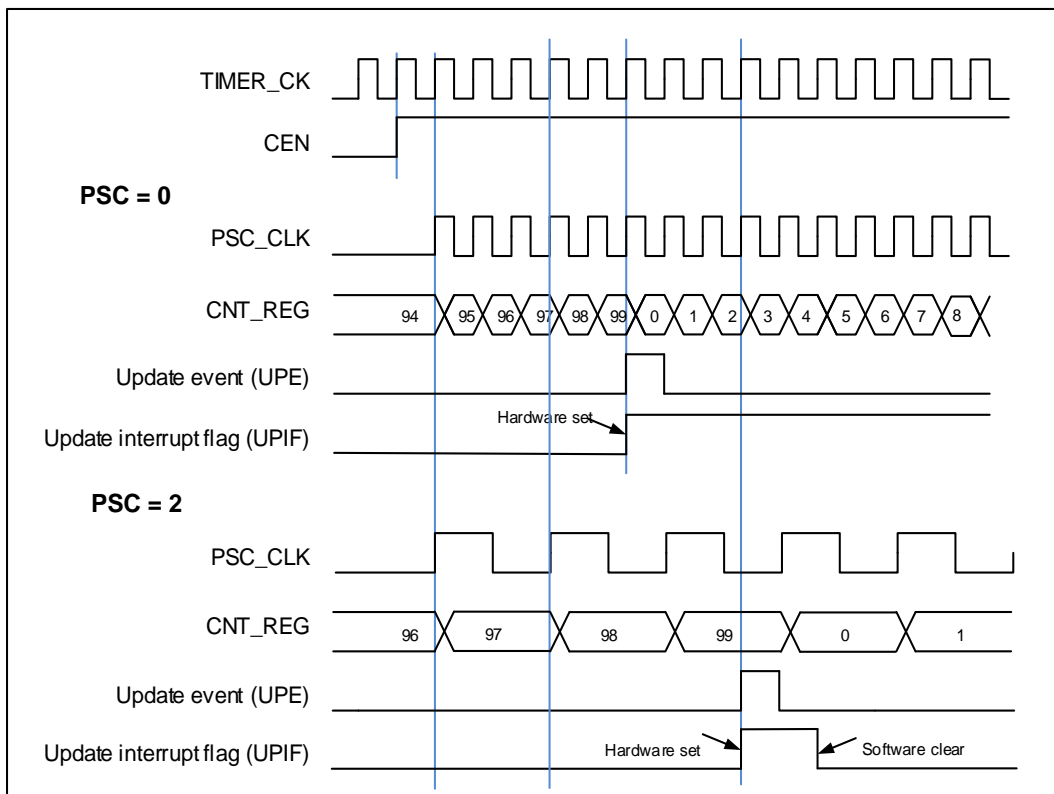 TIMER_CK
CEN
PSC = 0
PSC_CLK
CNT_REG 94 95 96 97 98 99 0 1 2 3 4 5 6 7 8
Update event (UPE)
Hardware set
Update interrupt flag (UPIF)
PSC = 2
PSC_CLK
CNT_REG 96 97 98 99 0 1
Update event (UPE)
Update interrupt flag (UPIF) Hardware set Software clear